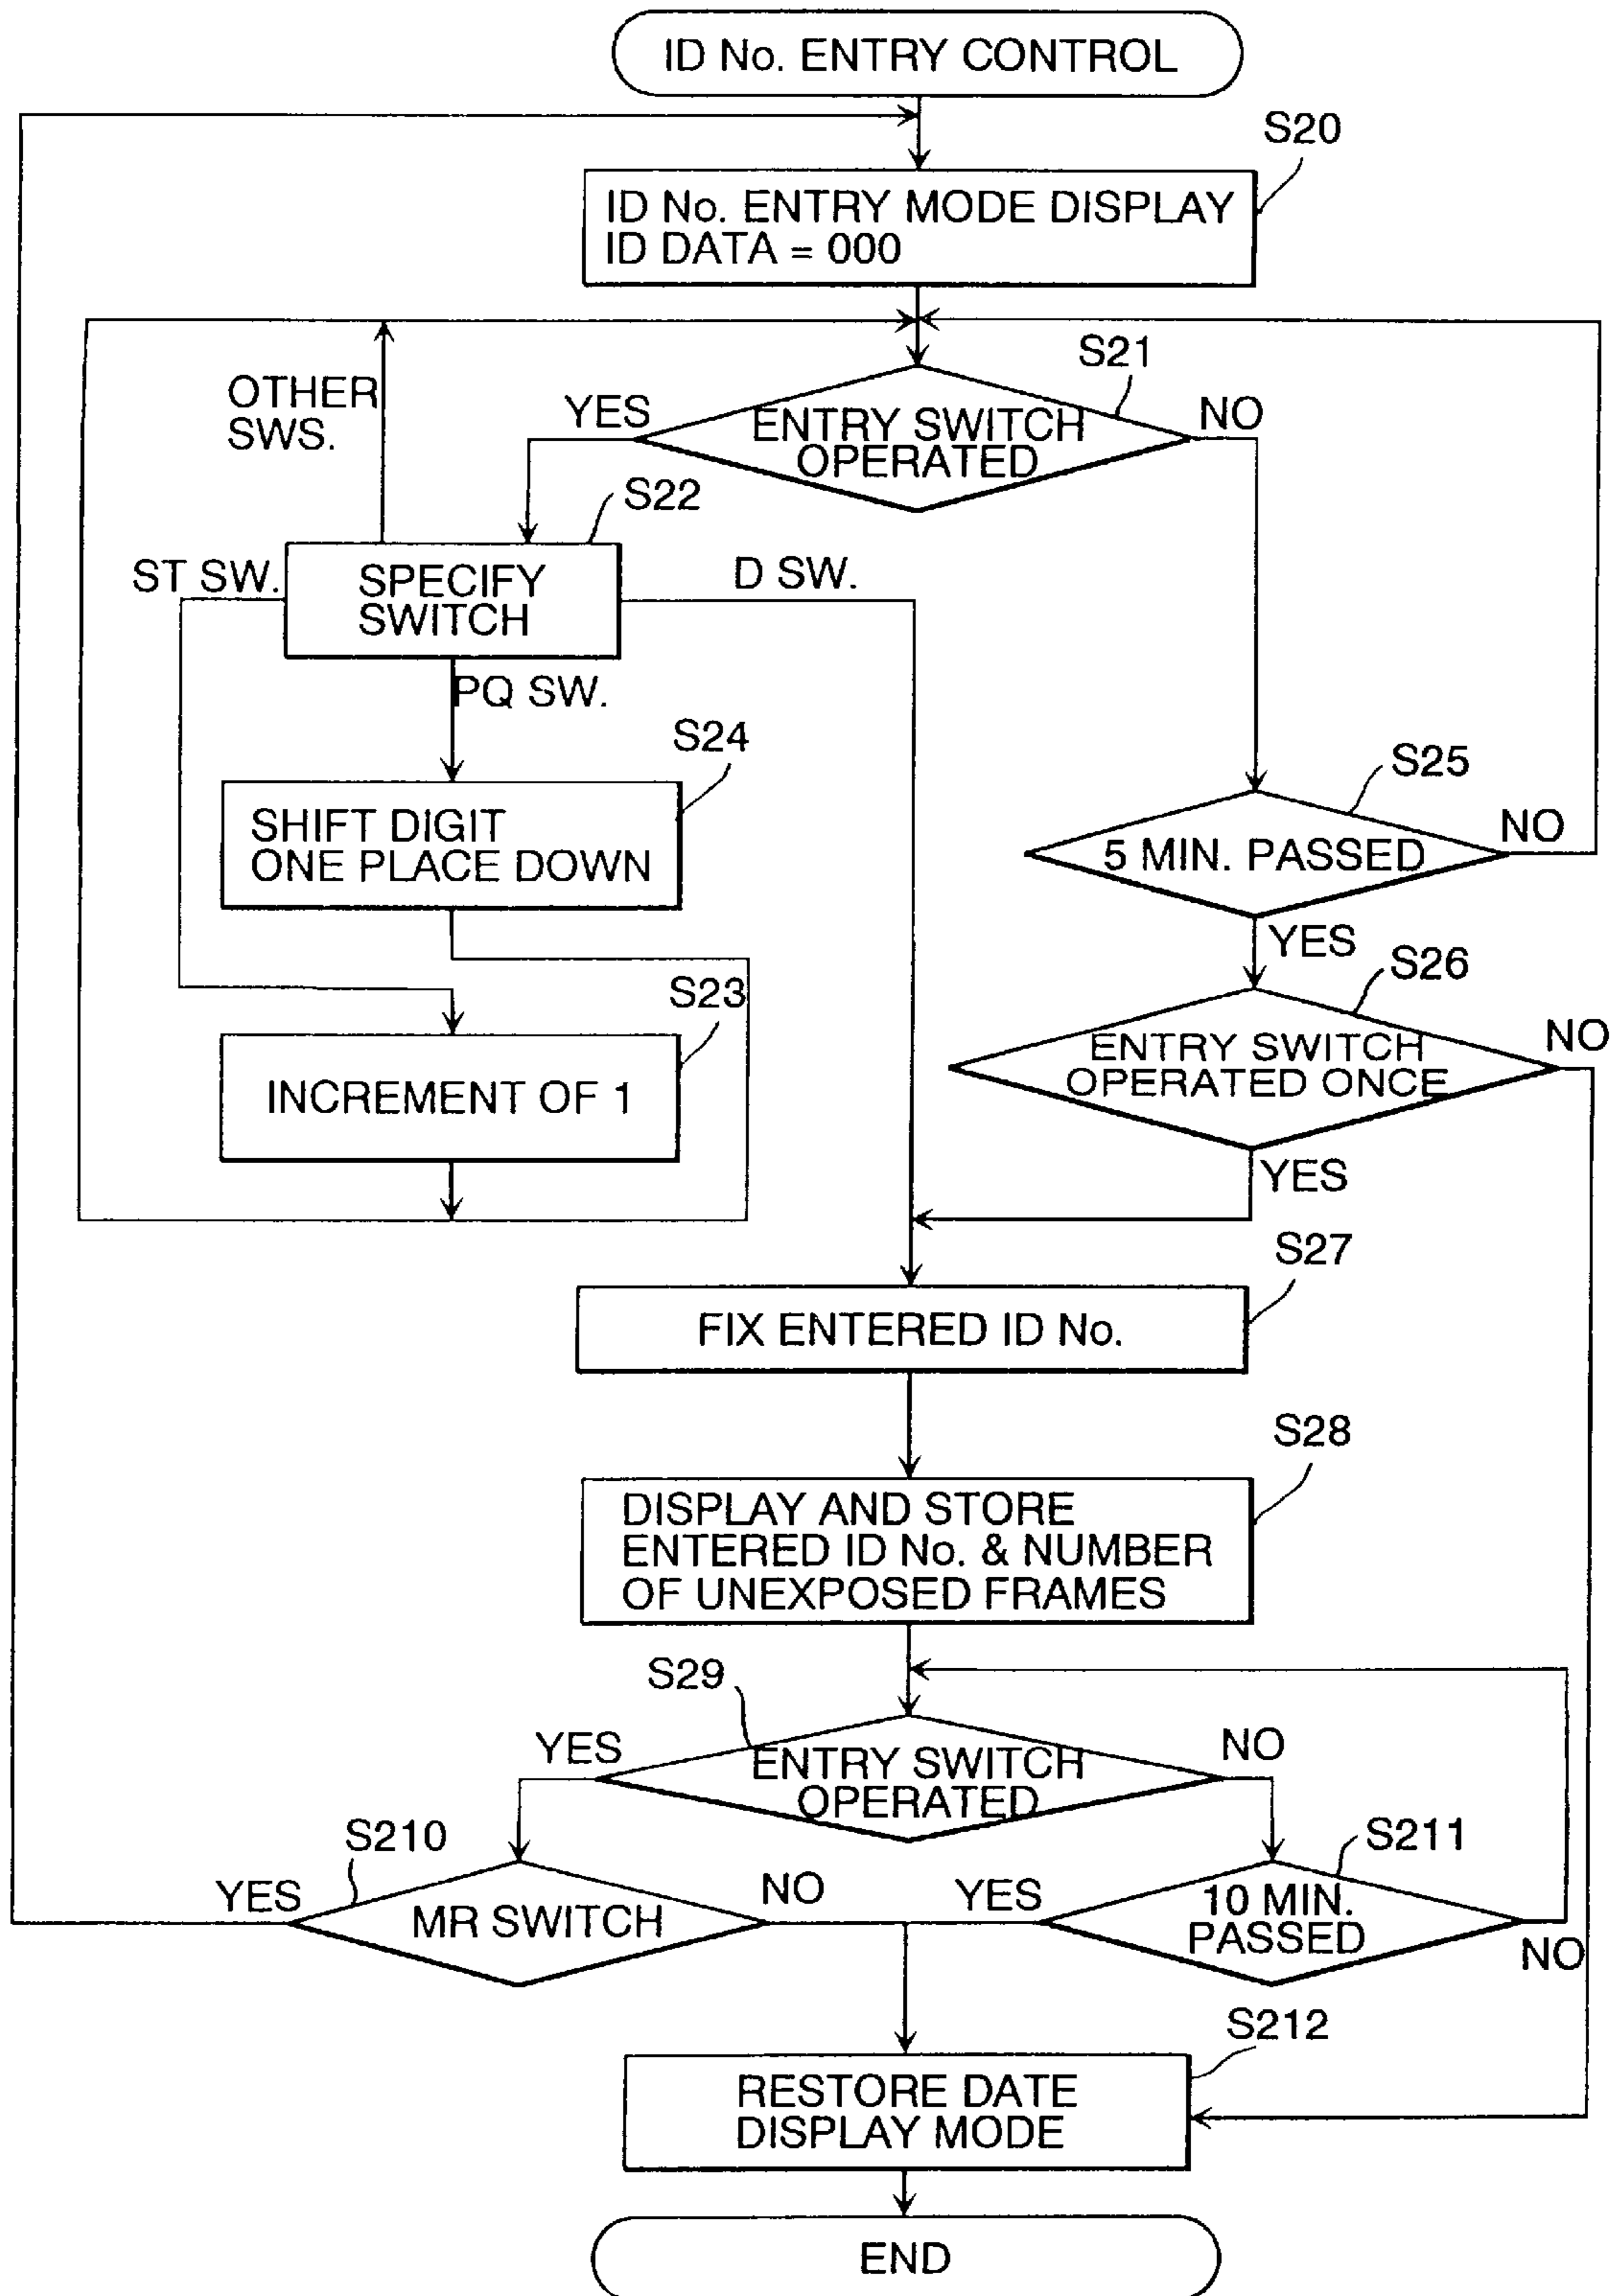 ID No. ENTRY CONTROL
S20
ID No. ENTRY MODE DISPLAY
ID DATA = 000
S21
OTHER
SWS.
YES
ENTRY SWITCH
OPERATED
NO
S22
ST SW.
SPECIFY
SWITCH
D SW.
PQ SW.
S24
SHIFT DIGIT
ONE PLACE DOWN
S25
5 MIN. PASSED
NO
YES
S26
S23
INCREMENT OF 1
ENTRY SWITCH
OPERATED ONCE
NO
YES
S27
FIX ENTERED ID No.
S28
DISPLAY AND STORE
ENTERED ID No. & NUMBER
OF UNEXPOSED FRAMES
S29
YES
ENTRY SWITCH
OPERATED
NO
S210
YES
MR SWITCH
NO
S211
YES
10 MIN.
PASSED
NO
S212
RESTORE DATE
DISPLAY MODE
END